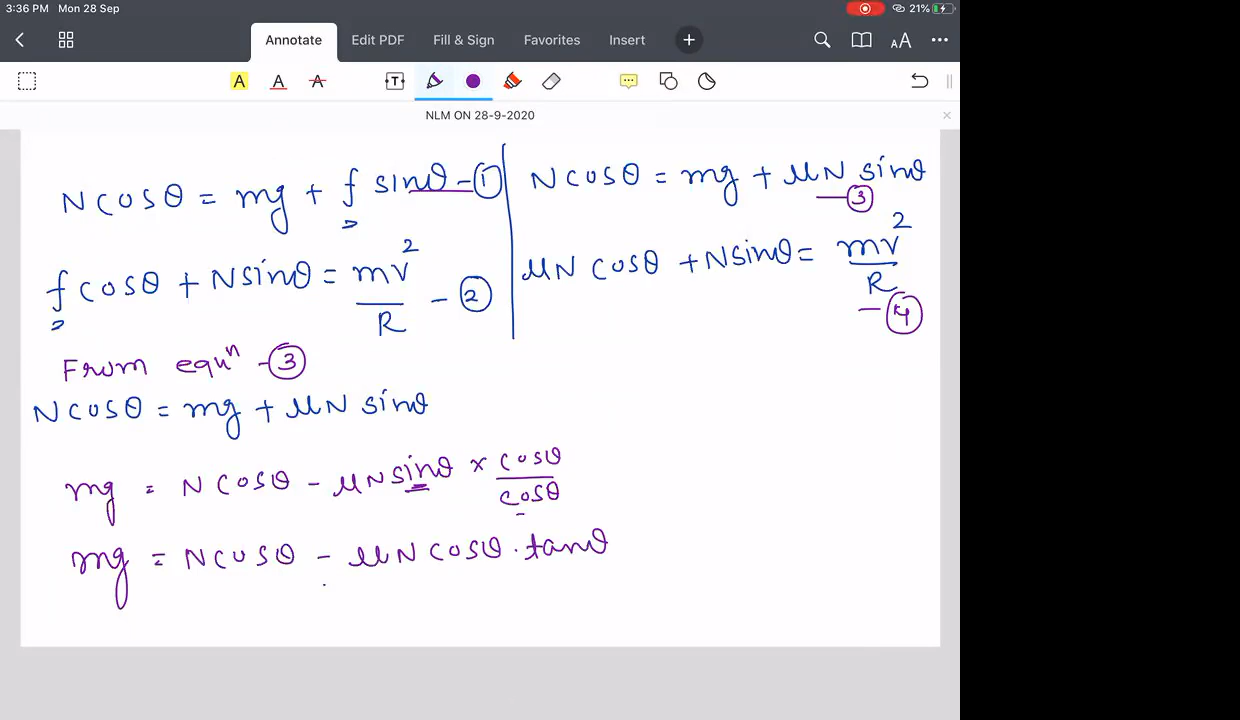 3:36 PM Mon 28 Sep
21%
Annotate Edit PDF Fill & Sign Favorites Insert
A A A T
AA
NLM ON 28-9-2020
N cosθ = mg + f sinθ - ①
f cosθ + N sinθ = mv²/R - ②
N cosθ = mg + μN sinθ - ③
μN cosθ + N sinθ = mv²/R - ④
From equⁿ - ③
N cosθ = mg + μN sinθ
mg = N cosθ - μN sinθ × cosθ/cosθ
mg = N cosθ - μN cosθ . tanθ